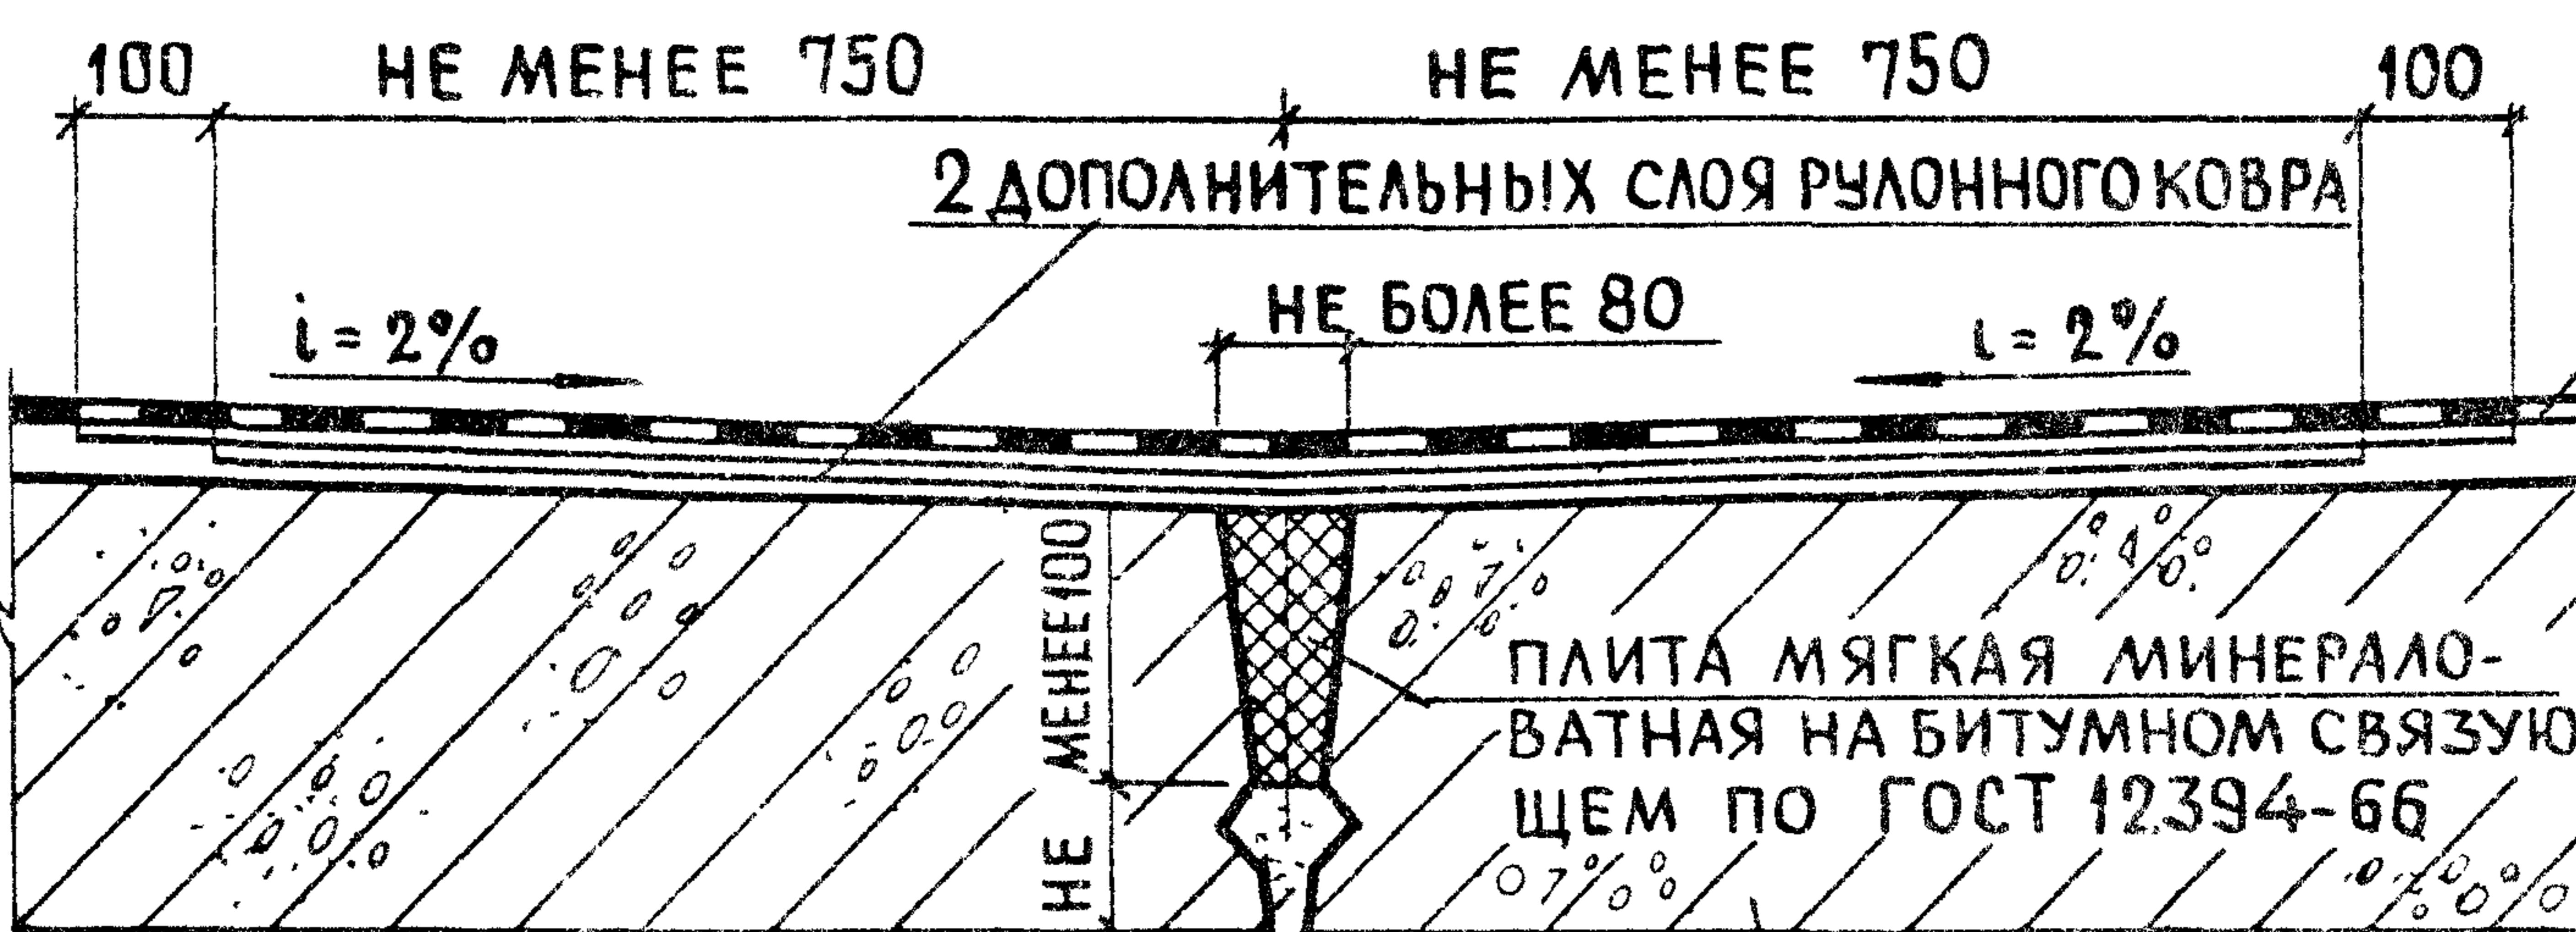 100 НЕ МЕНЕЕ 750 НЕ МЕНЕЕ 750 100
2 ДОПОЛНИТЕЛЬНЫХ СЛОЯ РУЛОННОГО КОВРА
НЕ БОЛЕЕ 80
i = 2% i = 2%
НЕ МЕНЕЕ 100
ПЛИТА МЯГКАЯ МИНЕРАЛО-
ВАТНАЯ НА БИТУМНОМ СВЯЗУЮ
ЩЕМ ПО ГОСТ 12394-66